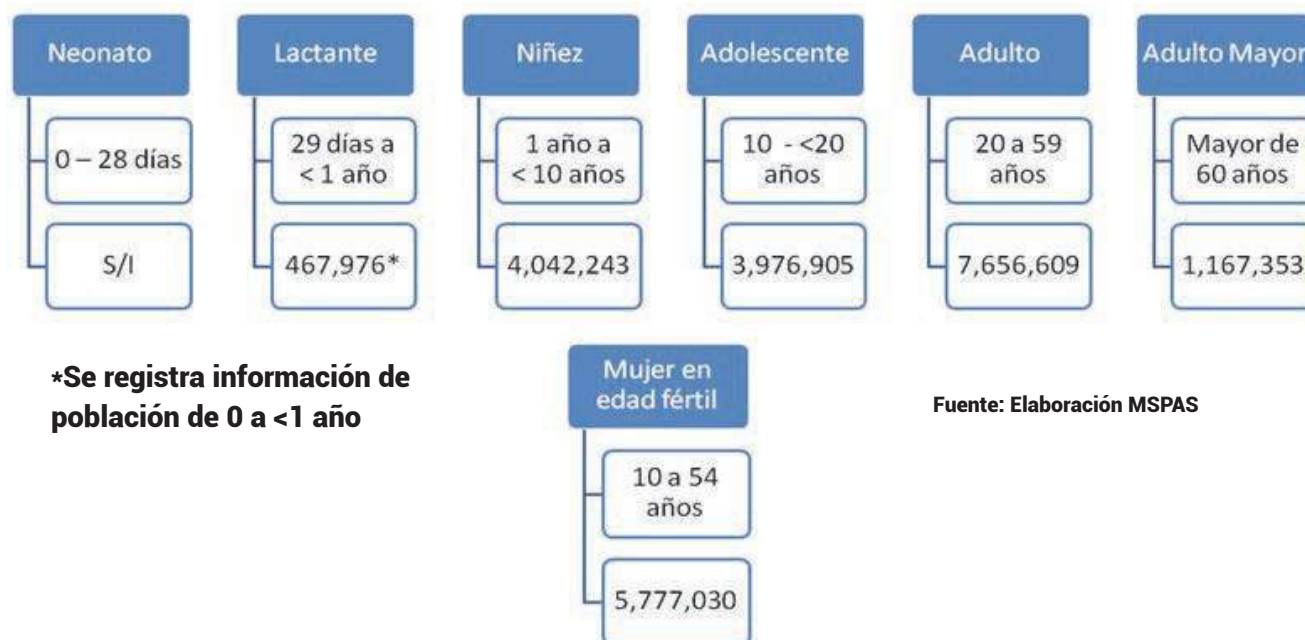 Neonato
0 – 28 días
S/I
Lactante
29 días a
< 1 año
467,976*
Niñez
1 año a
< 10 años
4,042,243
Adolescente
10 - <20
años
3,976,905
Adulto
20 a 59
años
7,656,609
Adulto Mayor
Mayor de
60 años
1,167,353
*Se registra información de
población de 0 a <1 año
Mujer en
edad fértil
10 a 54
años
5,777,030
Fuente: Elaboración MSPAS